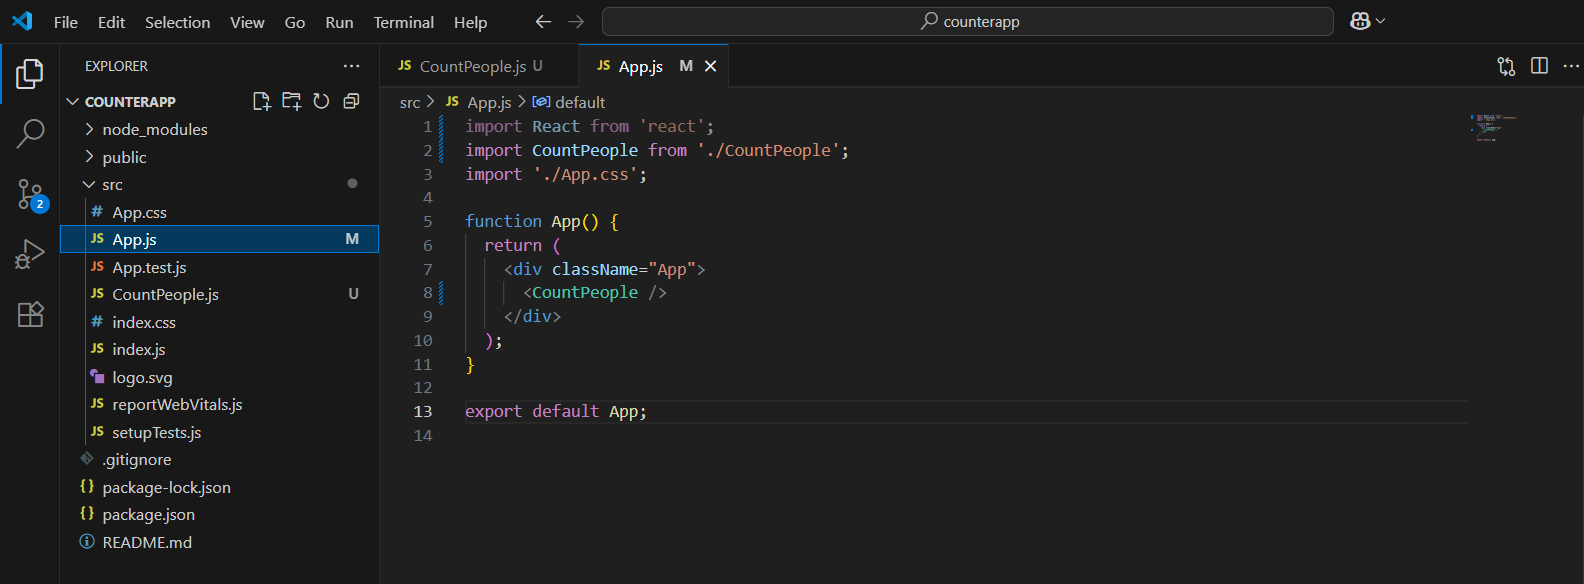 File Edit Selection View Go Run Terminal Help counterapp
EXPLORER
COUNTERAPP
node_modules
public
src
App.css
App.js M
App.test.js
CountPeople.js U
index.css
index.js
logo.svg
reportWebVitals.js
setupTests.js
.gitignore
package-lock.json
package.json
README.md
2
JS CountPeople.js U JS App.js M
src > JS App.js > default
1 import React from 'react';
2 import CountPeople from './CountPeople';
3 import './App.css';
4
5 function App() {
6 return (
7 <div className="App">
8 <CountPeople />
9 </div>
10 );
11 }
12
13 export default App;
14